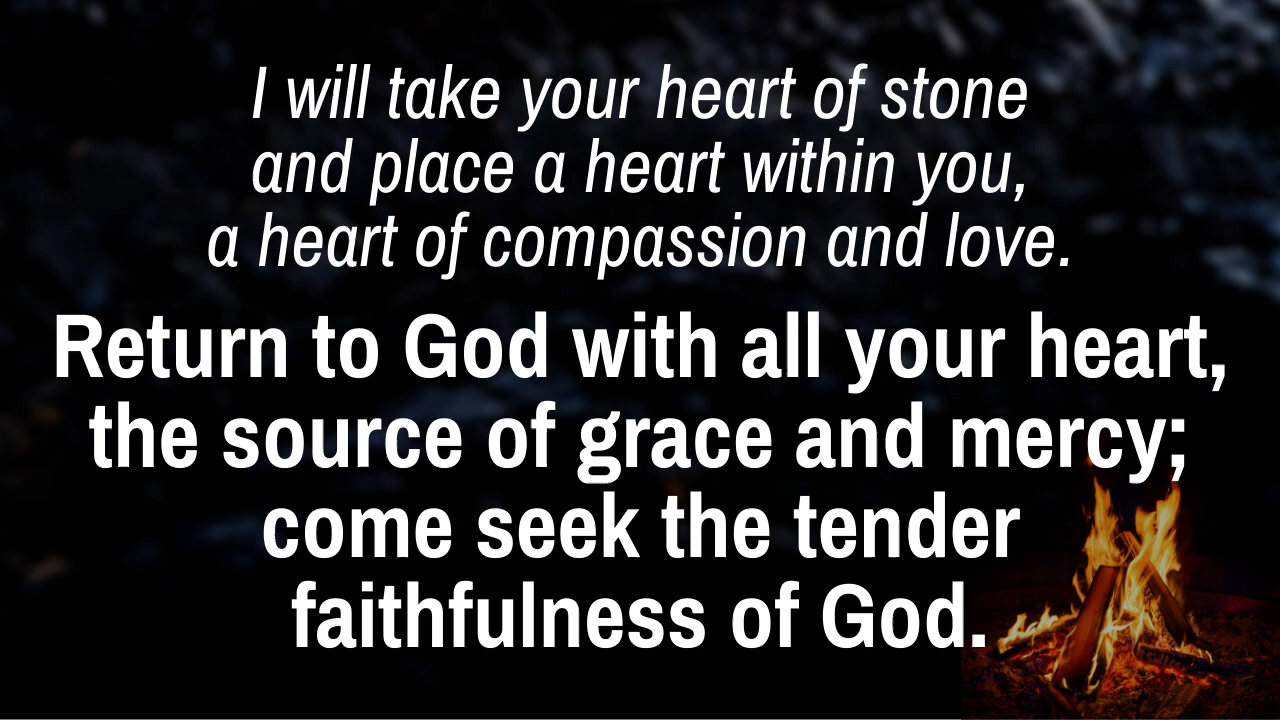 I will take your heart of stone
and place a heart within you,
a heart of compassion and love.
Return to God with all your heart,
the source of grace and mercy;
come seek the tender
faithfulness of God.